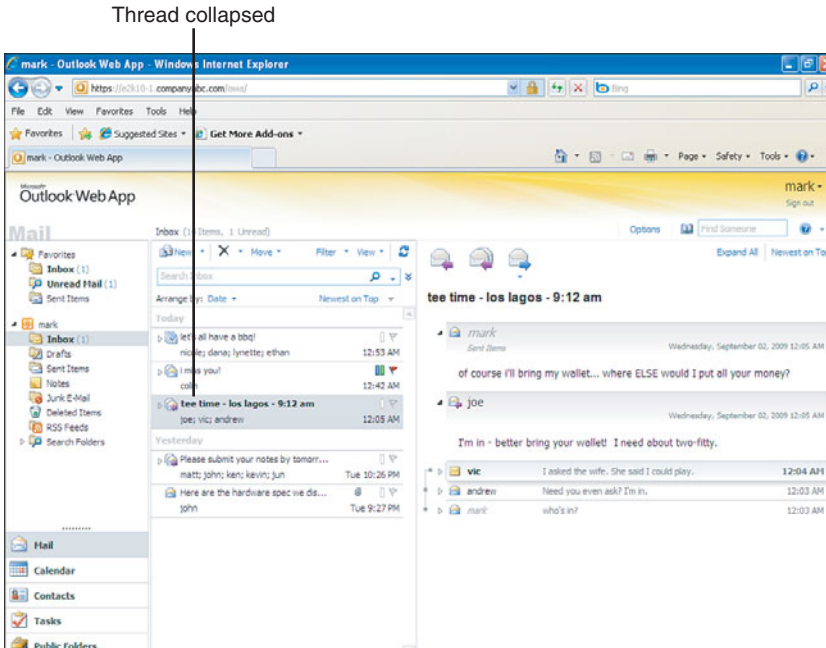 Thread collapsed
mark - Outlook Web App - Windows Internet Explorer
https://e2k10-1.companyabc.com/owa/
Bing
File Edit View Favorites Tools Help
Favorites Suggested Sites Get More Add-ons
mark - Outlook Web App
Page Safety Tools
Microsoft
Outlook Web App
mark
Sign out
Mail
Inbox Items, 1 Unread)
Options Find Someone
Favorites
Inbox (1)
Unread Mail (1)
Sent Items
mark
Inbox (1)
Drafts
Sent Items
Notes
Junk E-Mail
Deleted Items
RSS Feeds
Search Folders
Mail
Calendar
Contacts
Tasks
Public Folders
New Move Filter View
Search Inbox
Arrange by: Date Newest on Top
Today
let's all have a bbq!
nicole; dana; lynette; ethan 12:53 AM
I miss you!
colin 12:42 AM
tee time - los lagos - 9:12 am
joe; vic; andrew 12:05 AM
Yesterday
Please submit your notes by tomorr...
matt; john; ken; kevin; jun Tue 10:26 PM
Here are the hardware spec we dis...
john Tue 9:27 PM
Expand All Newest on To
tee time - los lagos - 9:12 am
mark
Sent Items Wednesday, September 02, 2009 12:05 AM
of course I'll bring my wallet... where ELSE would I put all your money?
joe
Wednesday, September 02, 2009 12:05 AM
I'm in - better bring your wallet! I need about two-fitty.
vic I asked the wife. She said I could play. 12:04 AM
andrew Need you even ask? I'm in. 12:03 AM
mark who's in? 12:03 AM